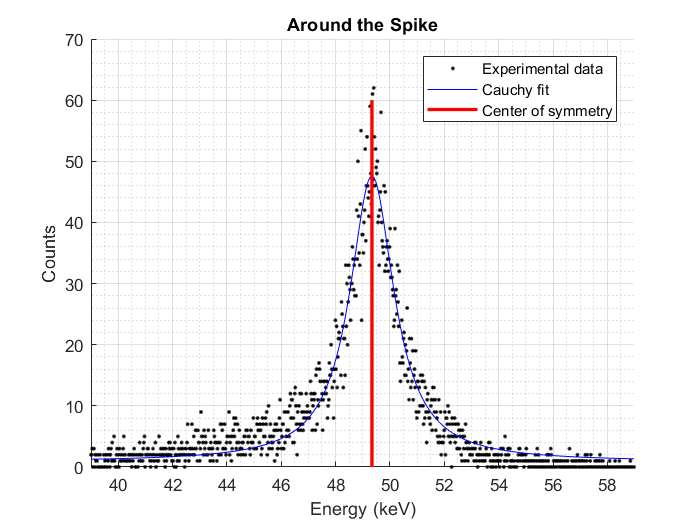 Around the Spike
Experimental data
Cauchy fit
Center of symmetry
70
60
50
40
30
20
10
0
Counts
40 42 44 46 48 50 52 54 56 58
Energy (keV)